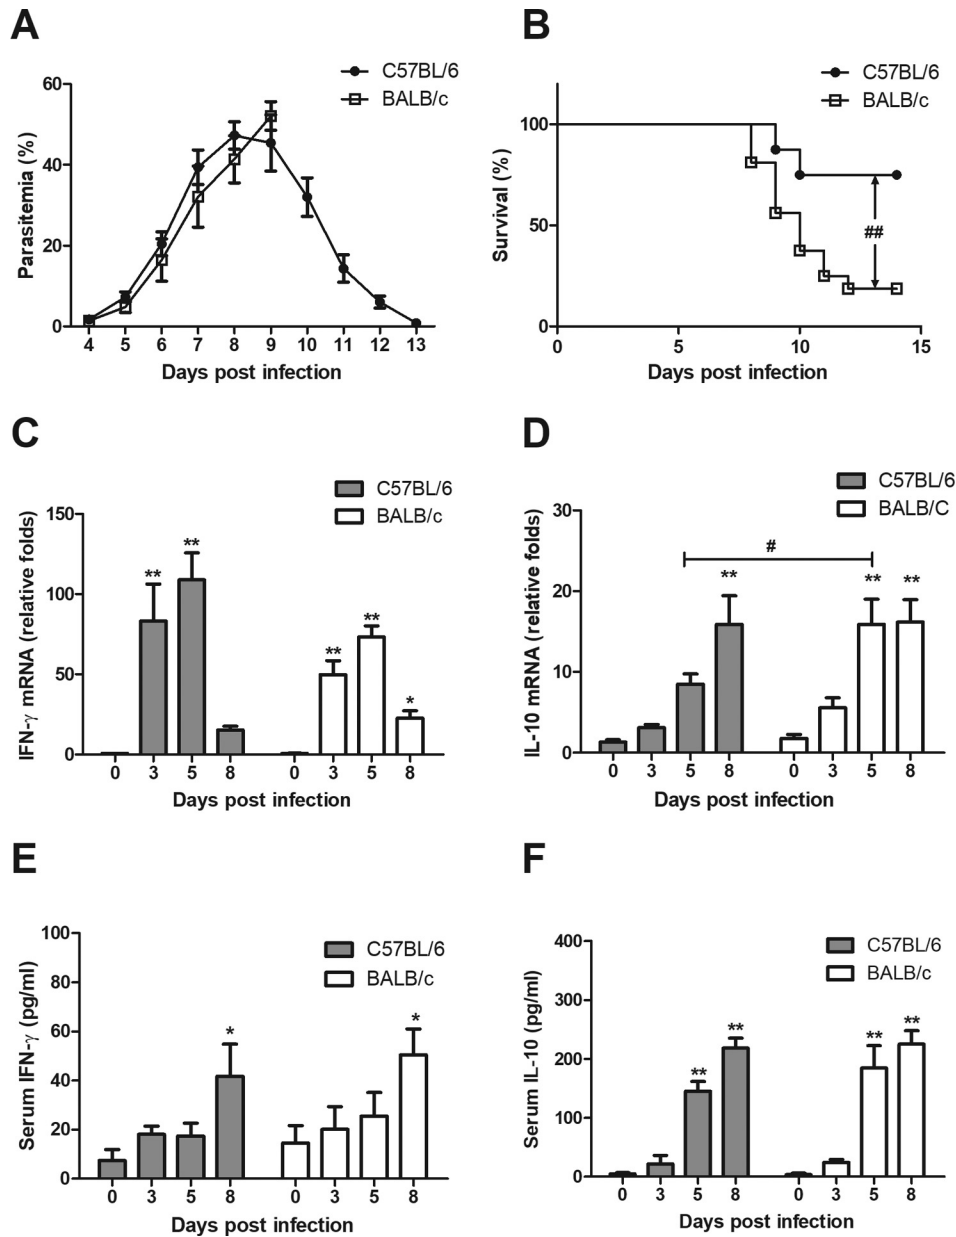 A
C57BL/6
BALB/c
Parasitemia (%)
60
40
20
0
4 5 6 7 8 9 10 11 12 13
Days post infection
B
C57BL/6
BALB/c
Survival (%)
100
50
0
##
0 5 10 15
Days post infection
C
C57BL/6
BALB/c
IFN-γ mRNA (relative folds)
150
100
50
0
** ** ** ** *
0 3 5 8 0 3 5 8
Days post infection
D
C57BL/6
BALB/C
IL-10 mRNA (relative folds)
30
20
10
0
#
** ** **
0 3 5 8 0 3 5 8
Days post infection
E
C57BL/6
BALB/c
Serum IFN-γ (pg/ml)
100
80
60
40
20
0
* *
0 3 5 8 0 3 5 8
Days post infection
F
C57BL/6
BALB/c
Serum IL-10 (pg/ml)
400
300
200
100
0
** ** ** **
0 3 5 8 0 3 5 8
Days post infection